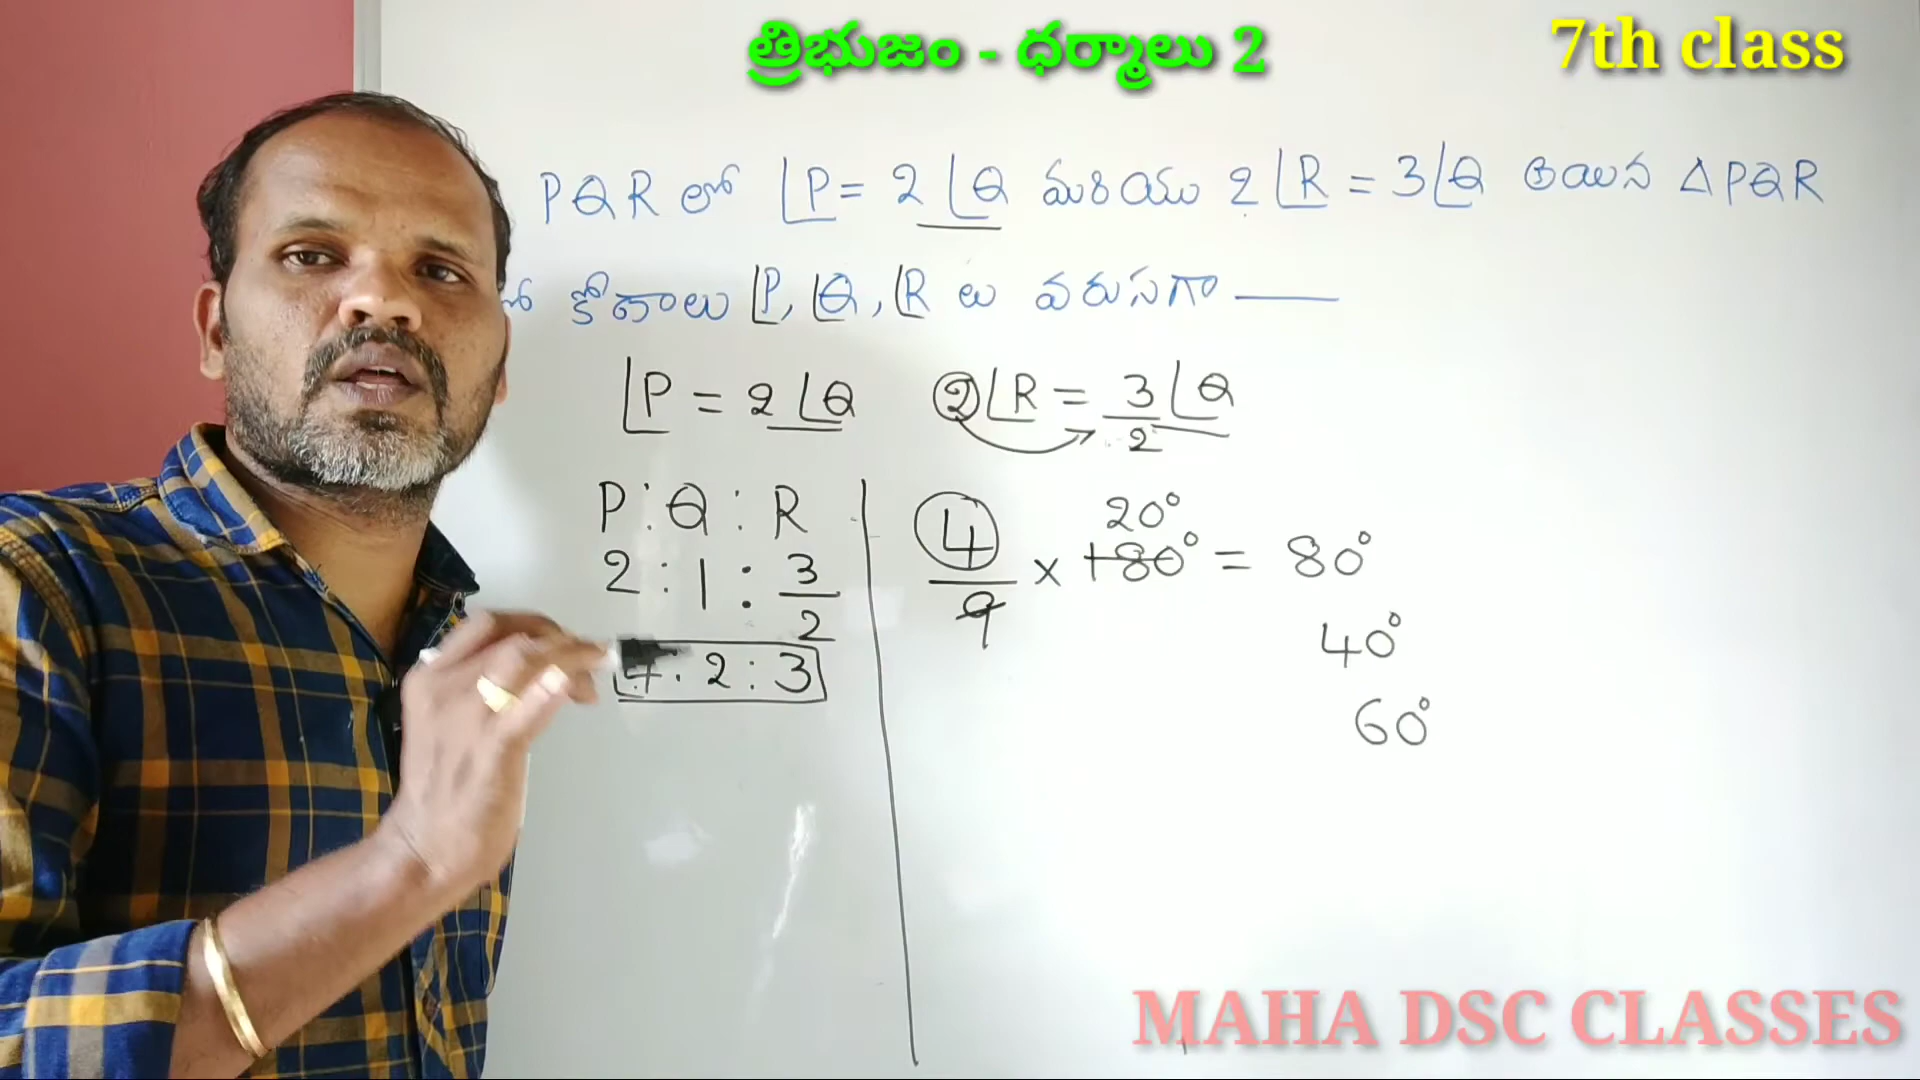 త్రిభుజం - ధర్మాలు 2
7th class
PQR లో ∠P = 2 ∠Q మరియు 2 ∠R = 3 ∠Q అయిన Δ PQR
లో కోణాలు ∠P, ∠Q, ∠R లు వరుసగా ———
∠P = 2 ∠Q
2 ∠R = 3/2 ∠Q
P : Q : R
2 : 1 : 3/2
4 : 2 : 3
20°
4/9 × 180° = 80°
40°
60°
MAHA DSC CLASSES